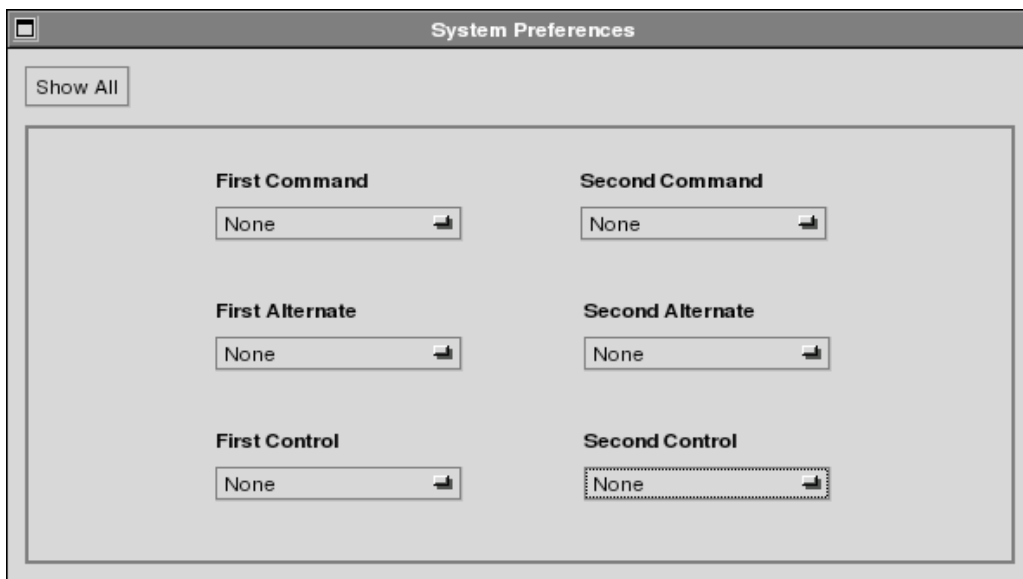 System Preferences
Show All
First Command Second Command
None None
First Alternate Second Alternate
None None
First Control Second Control
None None